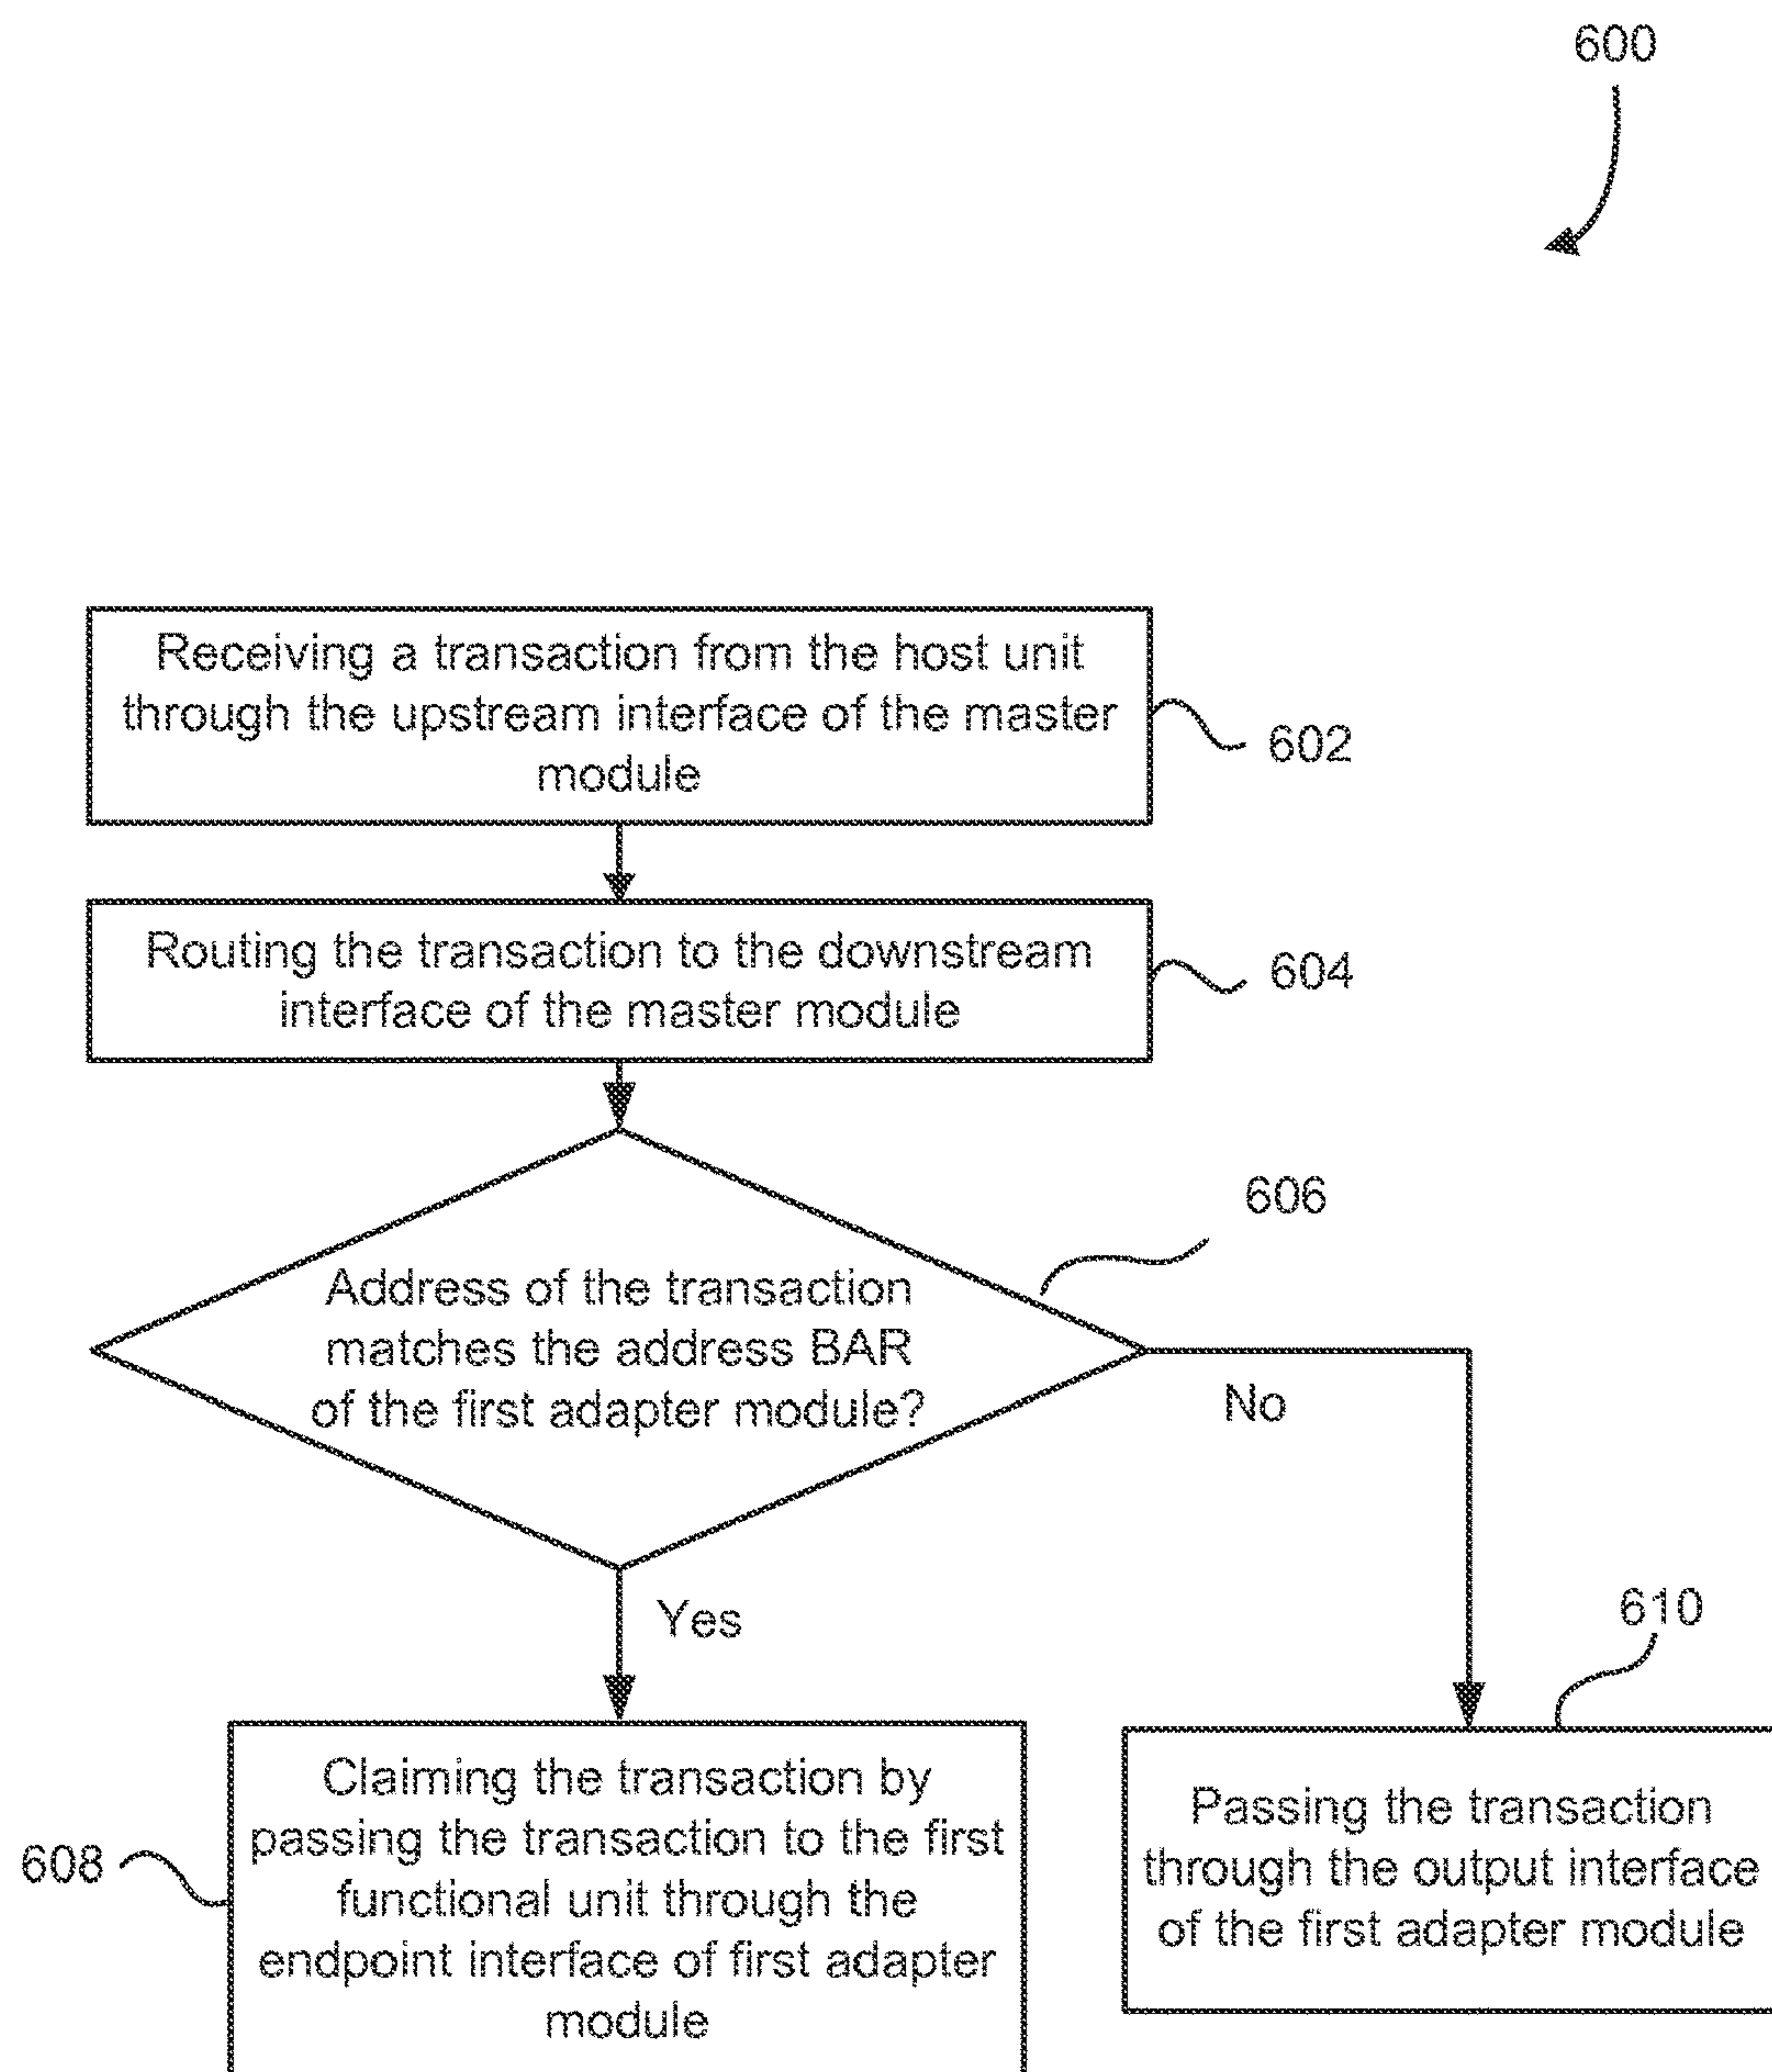 600
Receiving a transaction from the host unit
through the upstream interface of the master
module
602
Routing the transaction to the downstream
interface of the master module
604
606
Address of the transaction
matches the address BAR
of the first adapter module?
No
Yes
610
Claiming the transaction by
passing the transaction to the first
functional unit through the
endpoint interface of first adapter
module
608
Passing the transaction
through the output interface
of the first adapter module